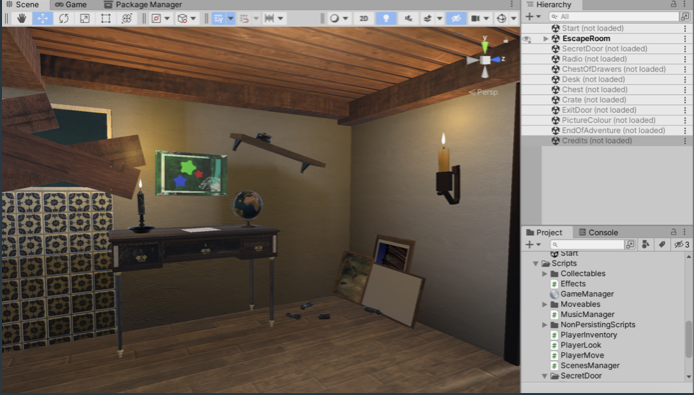 Scene
Game
Package Manager
2D
y
z
Persp
Hierarchy
All
Start (not loaded)
EscapeRoom
SecretDoor (not loaded)
Radio (not loaded)
ChestOfDrawers (not loaded)
Desk (not loaded)
Chest (not loaded)
Crate (not loaded)
ExitDoor (not loaded)
PictureColour (not loaded)
EndOfAdventure (not loaded)
Credits (not loaded)
Project
Console
3
Start
Scripts
Collectables
Effects
GameManager
Moveables
MusicManager
NonPersistingScripts
PlayerInventory
PlayerLook
PlayerMove
ScenesManager
SecretDoor